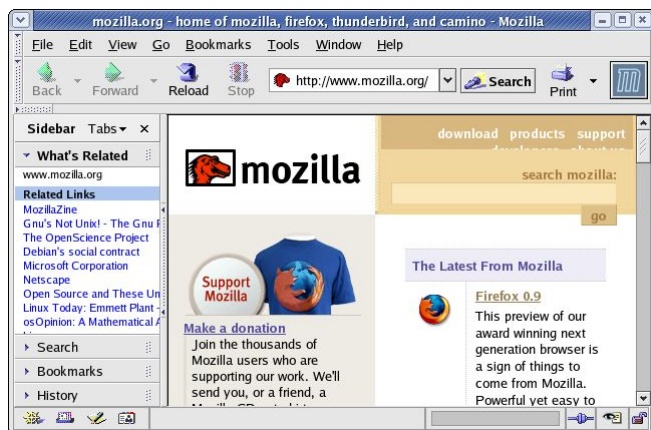 mozilla.org - home of mozilla, firefox, thunderbird, and camino - Mozilla
File Edit View Go Bookmarks Tools Window Help
Back Forward Reload Stop http://www.mozilla.org/ Search Print
Sidebar Tabs
What's Related
www.mozilla.org
Related Links
MozillaZine
Gnu's Not Unix! - The Gnu
The OpenScience Project
Debian's social contract
Microsoft Corporation
Netscape
Open Source and These
Linux Today: Emmett Plant -
osOpinion: A Mathematical
Search
Bookmarks
History
mozilla
download products support
developers about us
search mozilla:
go
Support
Mozilla
Make a donation
Join the thousands of
Mozilla users who are
supporting our work. We'll
send you, or a friend, a
The Latest From Mozilla
Firefox 0.9
This preview of our
award winning next
generation browser is
a sign of things to
come from Mozilla.
Powerful yet easy to